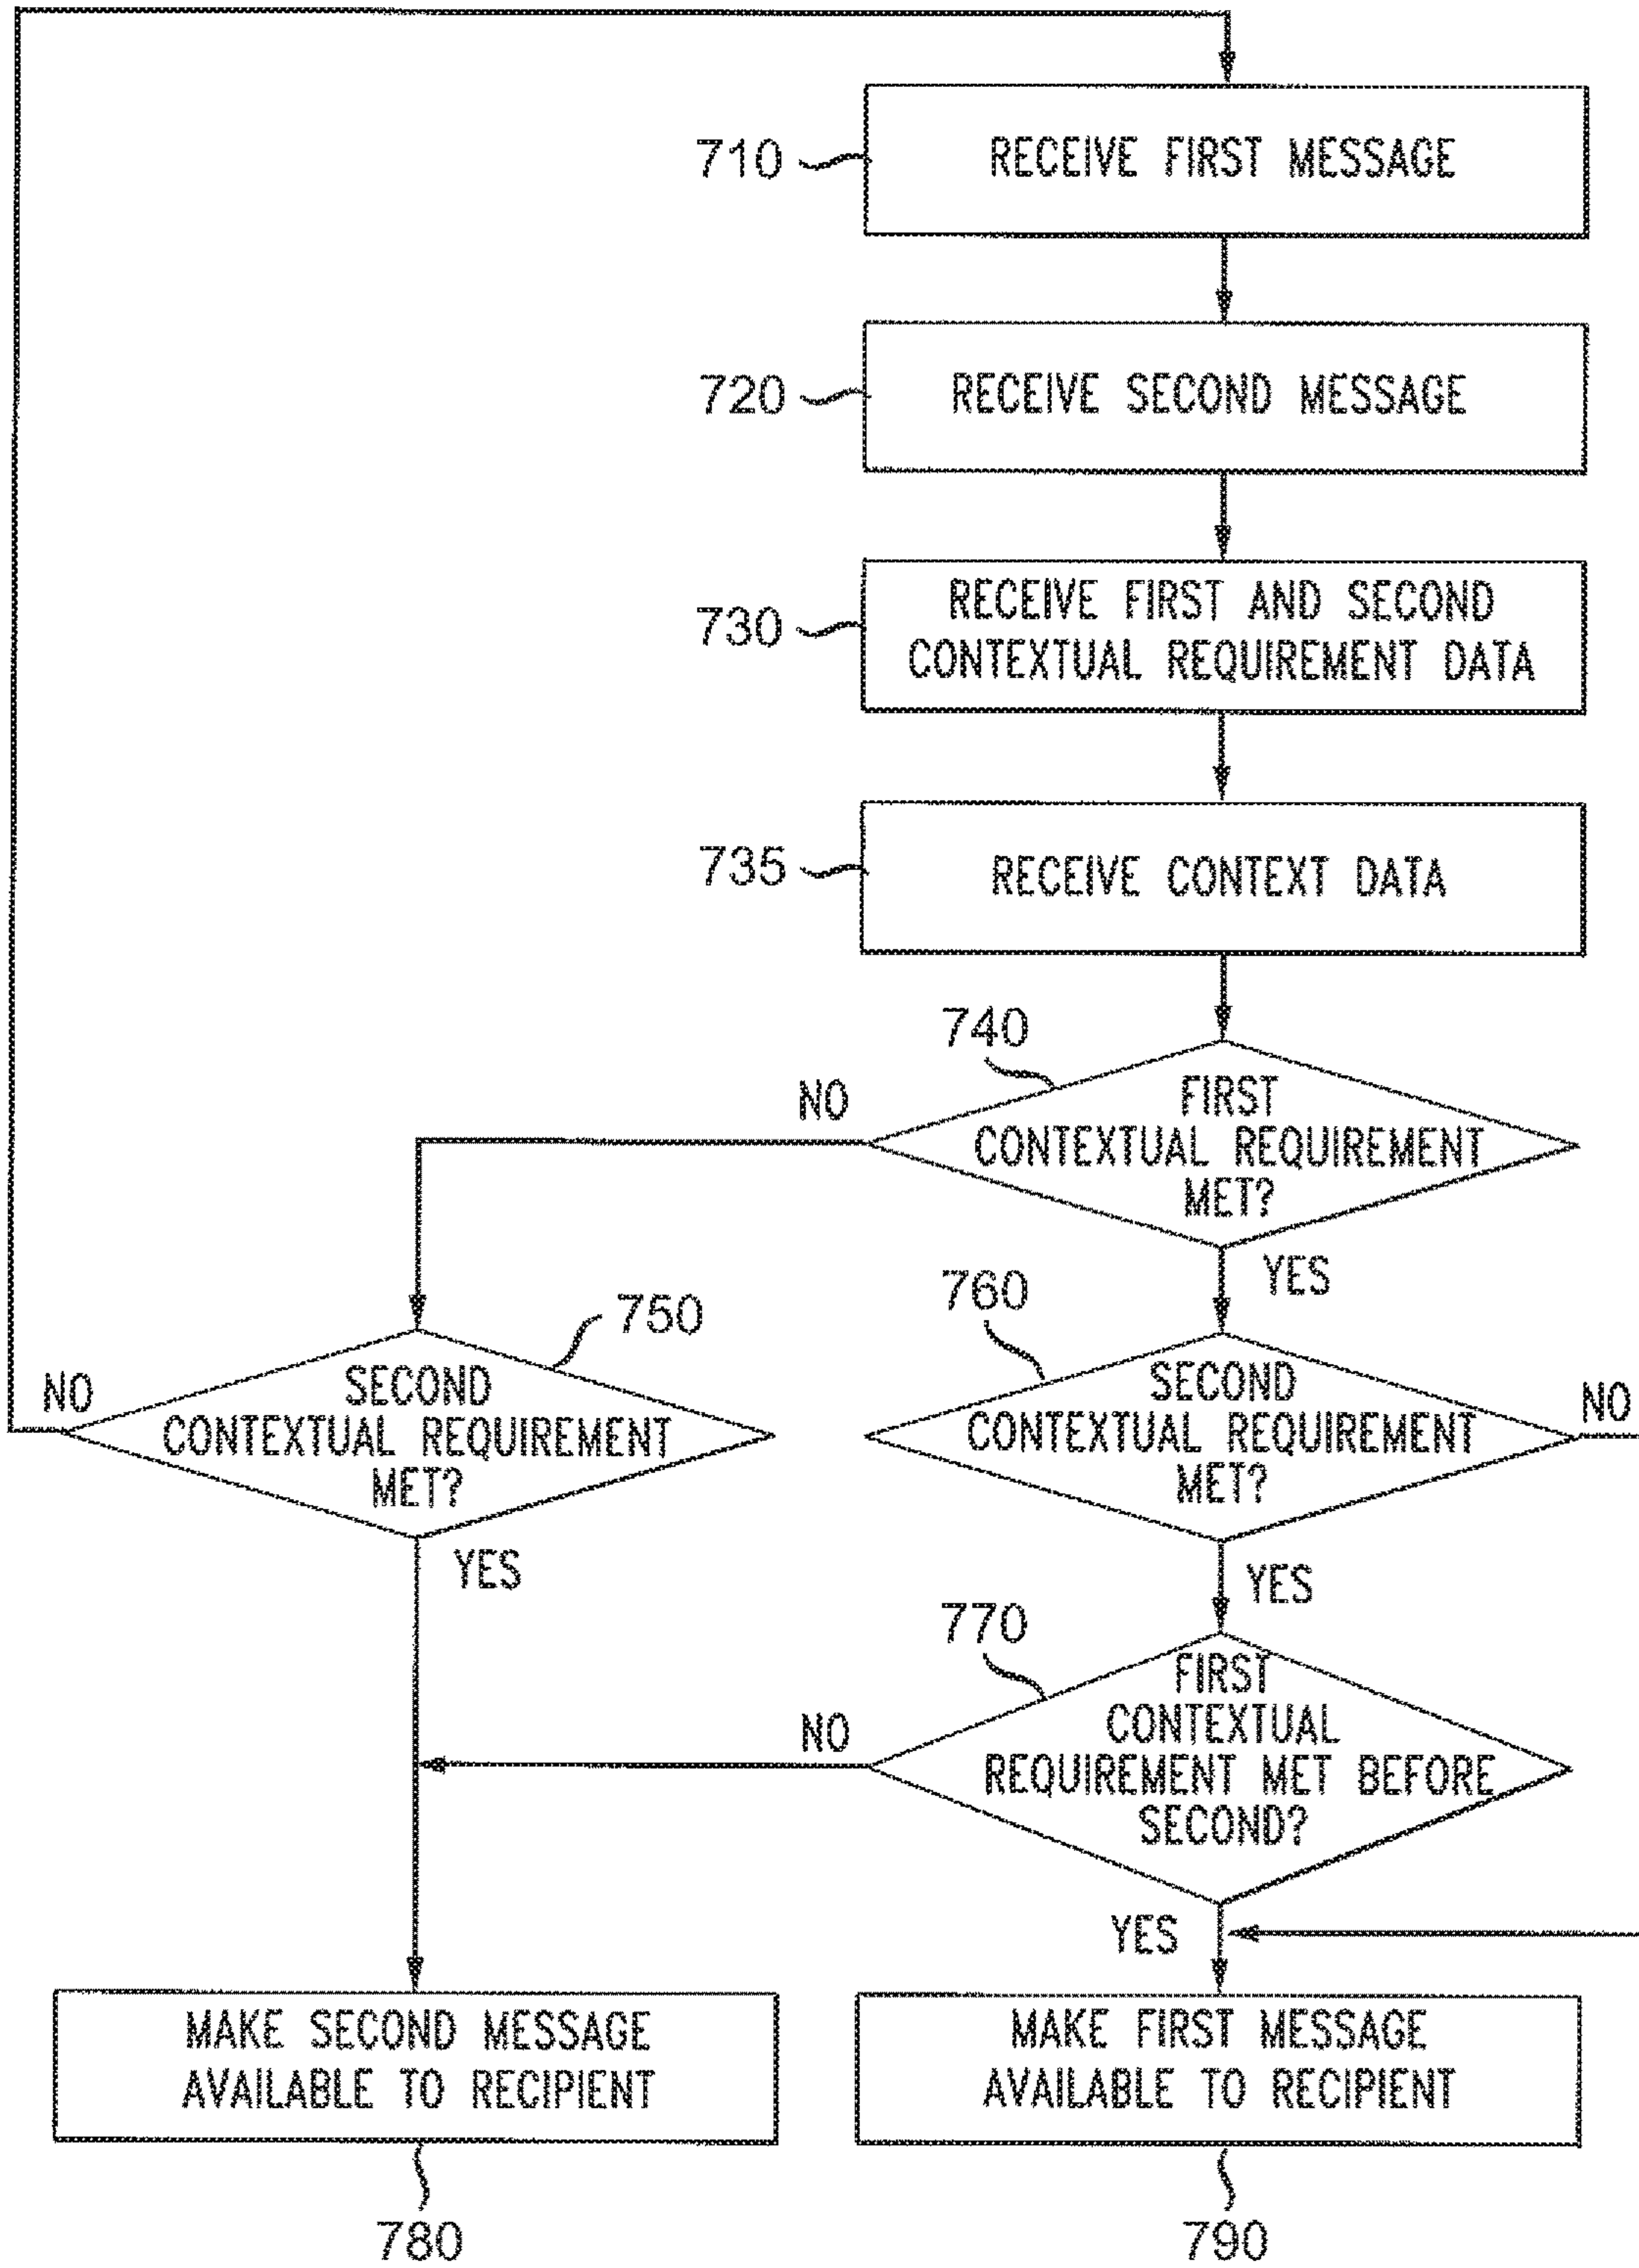 710
RECEIVE FIRST MESSAGE
720
RECEIVE SECOND MESSAGE
730
RECEIVE FIRST AND SECOND
CONTEXTUAL REQUIREMENT DATA
735
RECEIVE CONTEXT DATA
740
NO
FIRST
CONTEXTUAL REQUIREMENT
MET?
YES
750
NO
SECOND
CONTEXTUAL REQUIREMENT
MET?
YES
760
SECOND
CONTEXTUAL REQUIREMENT
MET?
NO
YES
770
NO
FIRST
CONTEXTUAL
REQUIREMENT MET BEFORE
SECOND?
YES
MAKE SECOND MESSAGE
AVAILABLE TO RECIPIENT
780
MAKE FIRST MESSAGE
AVAILABLE TO RECIPIENT
790